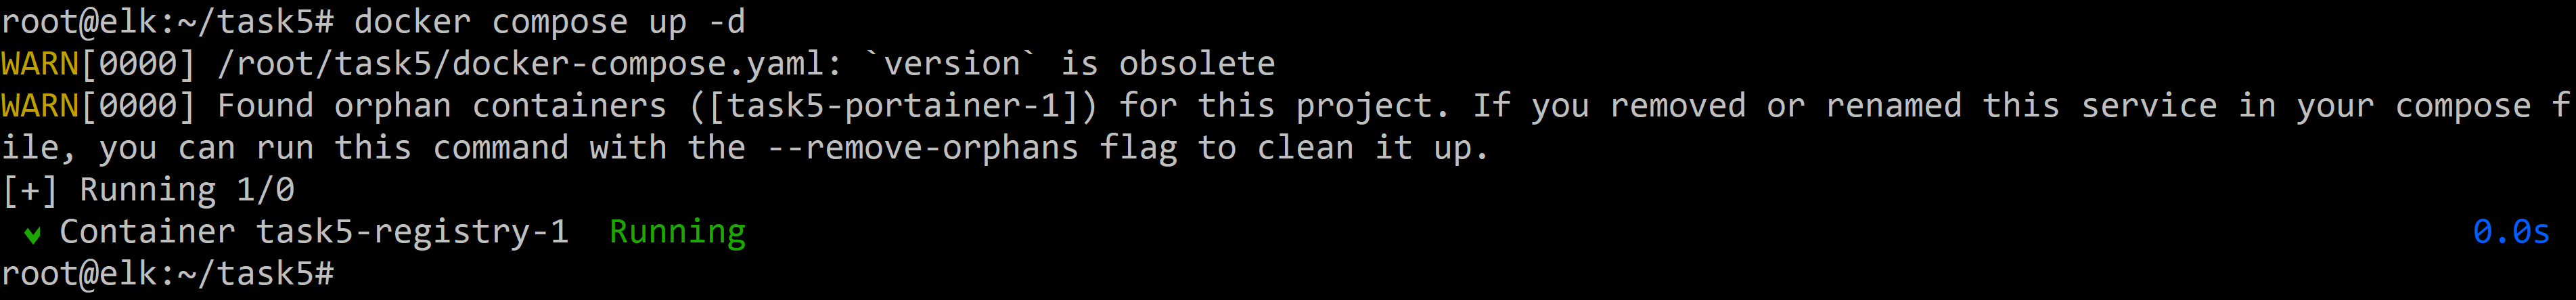 root@elk:~/task5# docker compose up -d
WARN[0000] /root/task5/docker-compose.yaml: `version` is obsolete
WARN[0000] Found orphan containers ([task5-portainer-1]) for this project. If you removed or renamed this service in your compose f
ile, you can run this command with the --remove-orphans flag to clean it up.
[+] Running 1/0
✔ Container task5-registry-1  Running 0.0s
root@elk:~/task5#